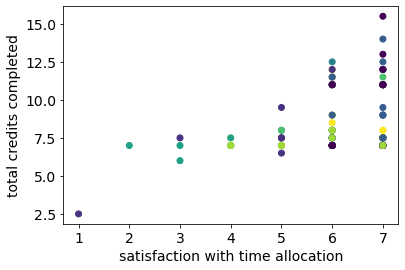 total credits completed
15.0
12.5
10.0
7.5
5.0
2.5
1 2 3 4 5 6 7
satisfaction with time allocation